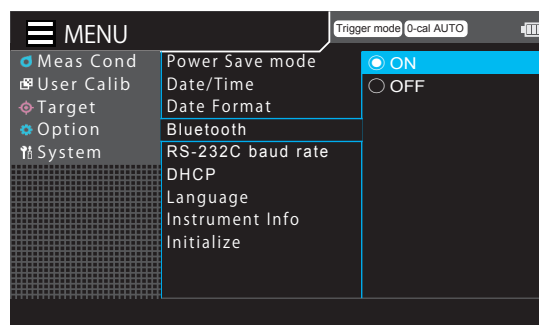 MENU
Trigger mode 0-cal AUTO
Meas Cond
User Calib
Target
Option
System
Power Save mode
Date/Time
Date Format
Bluetooth
RS-232C baud rate
DHCP
Language
Instrument Info
Initialize
ON
OFF